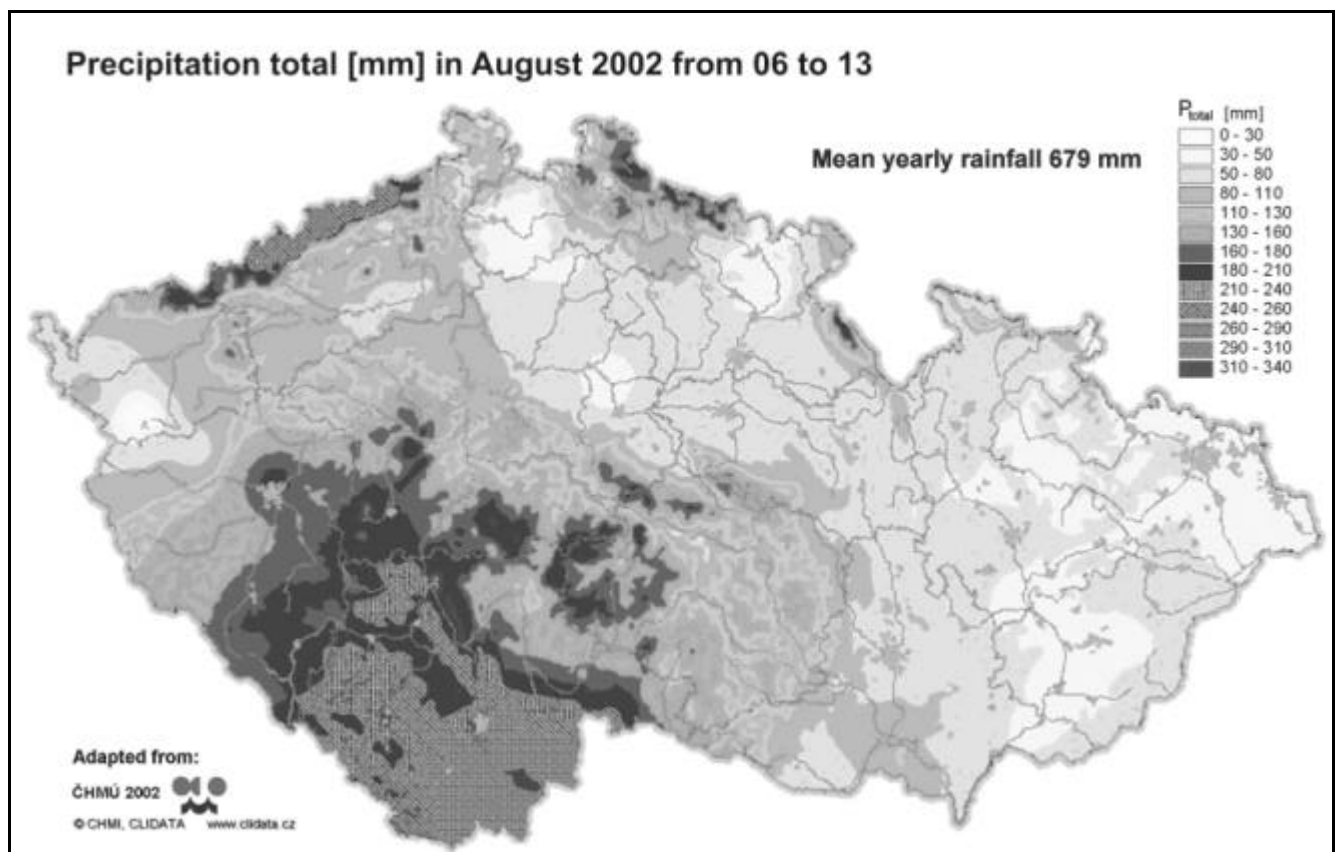 Precipitation total [mm] in August 2002 from 06 to 13
Mean yearly rainfall 679 mm
Ptotal [mm]
0 - 30
30 - 50
50 - 80
80 - 110
110 - 130
130 - 160
160 - 180
180 - 210
210 - 240
240 - 260
260 - 290
290 - 310
310 - 340
Adapted from:
ČHMÚ 2002
© CHMI, CLIDATA www.clidata.cz